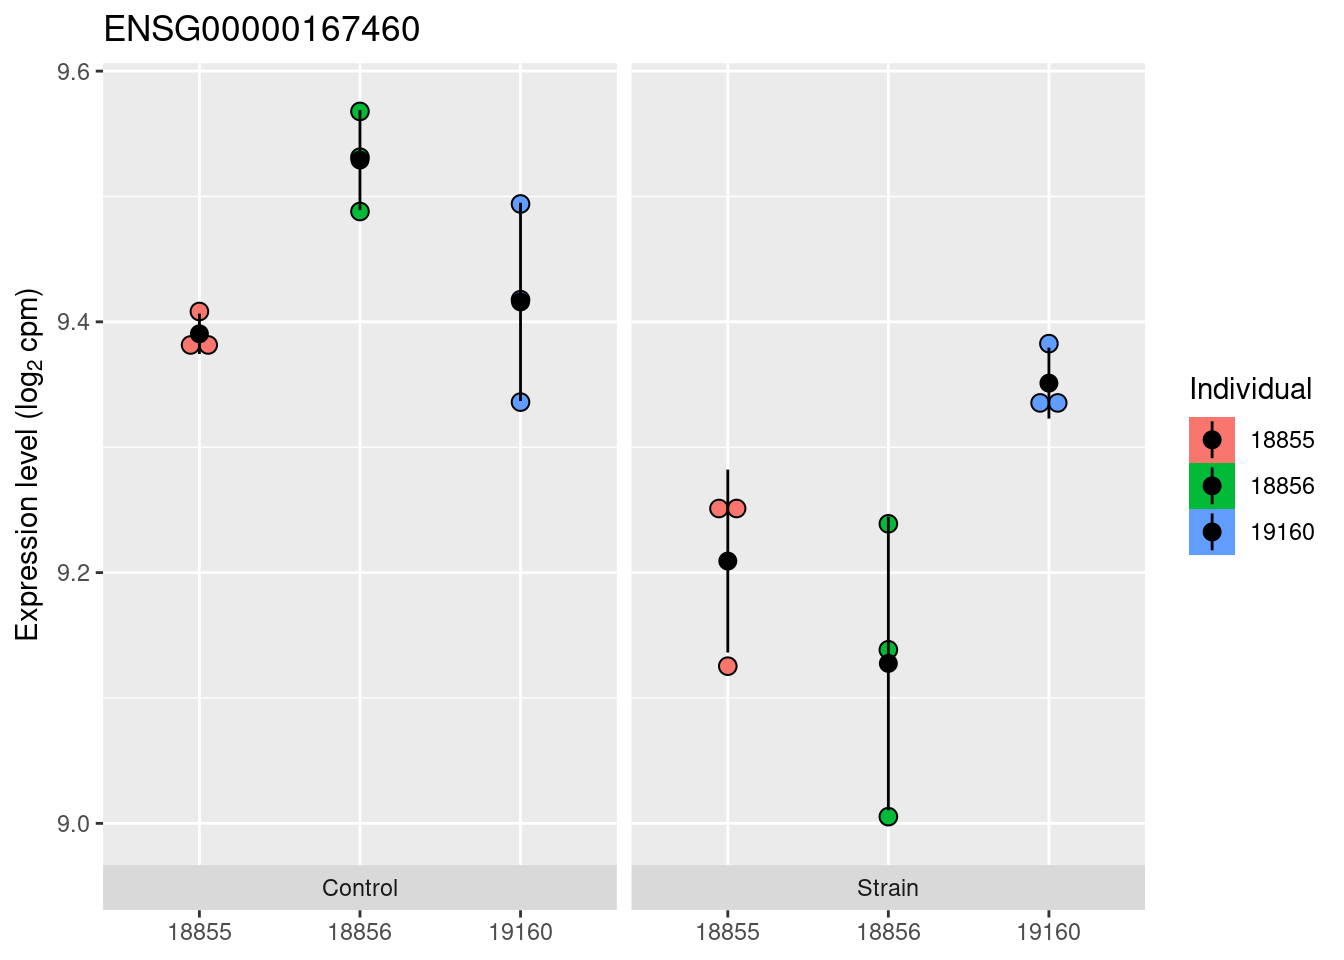 ENSG00000167460
Expression level (log₂ cpm)
9.6
9.4
9.2
9.0
Control
Strain
18855 18856 19160
18855 18856 19160
Individual
18855
18856
19160